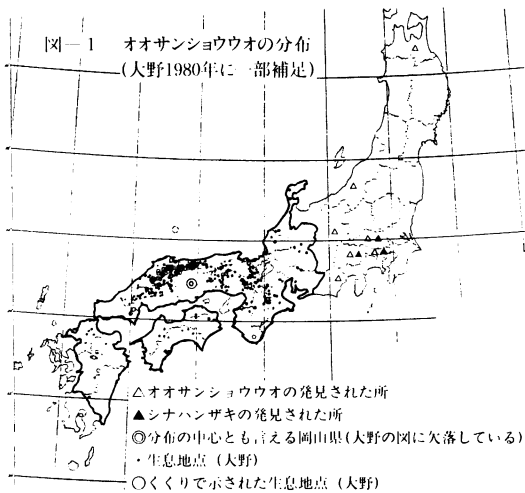 図―1 オオサンショウウオの分布
(大野1980年に一部補足)
△オオサンショウウオの発見された所
▲シナハンザキの発見された所
◎分布の中心とも言える岡山県(大野の図に欠落している)
・生息地点(大野)
○くくりで示された生息地点(大野)